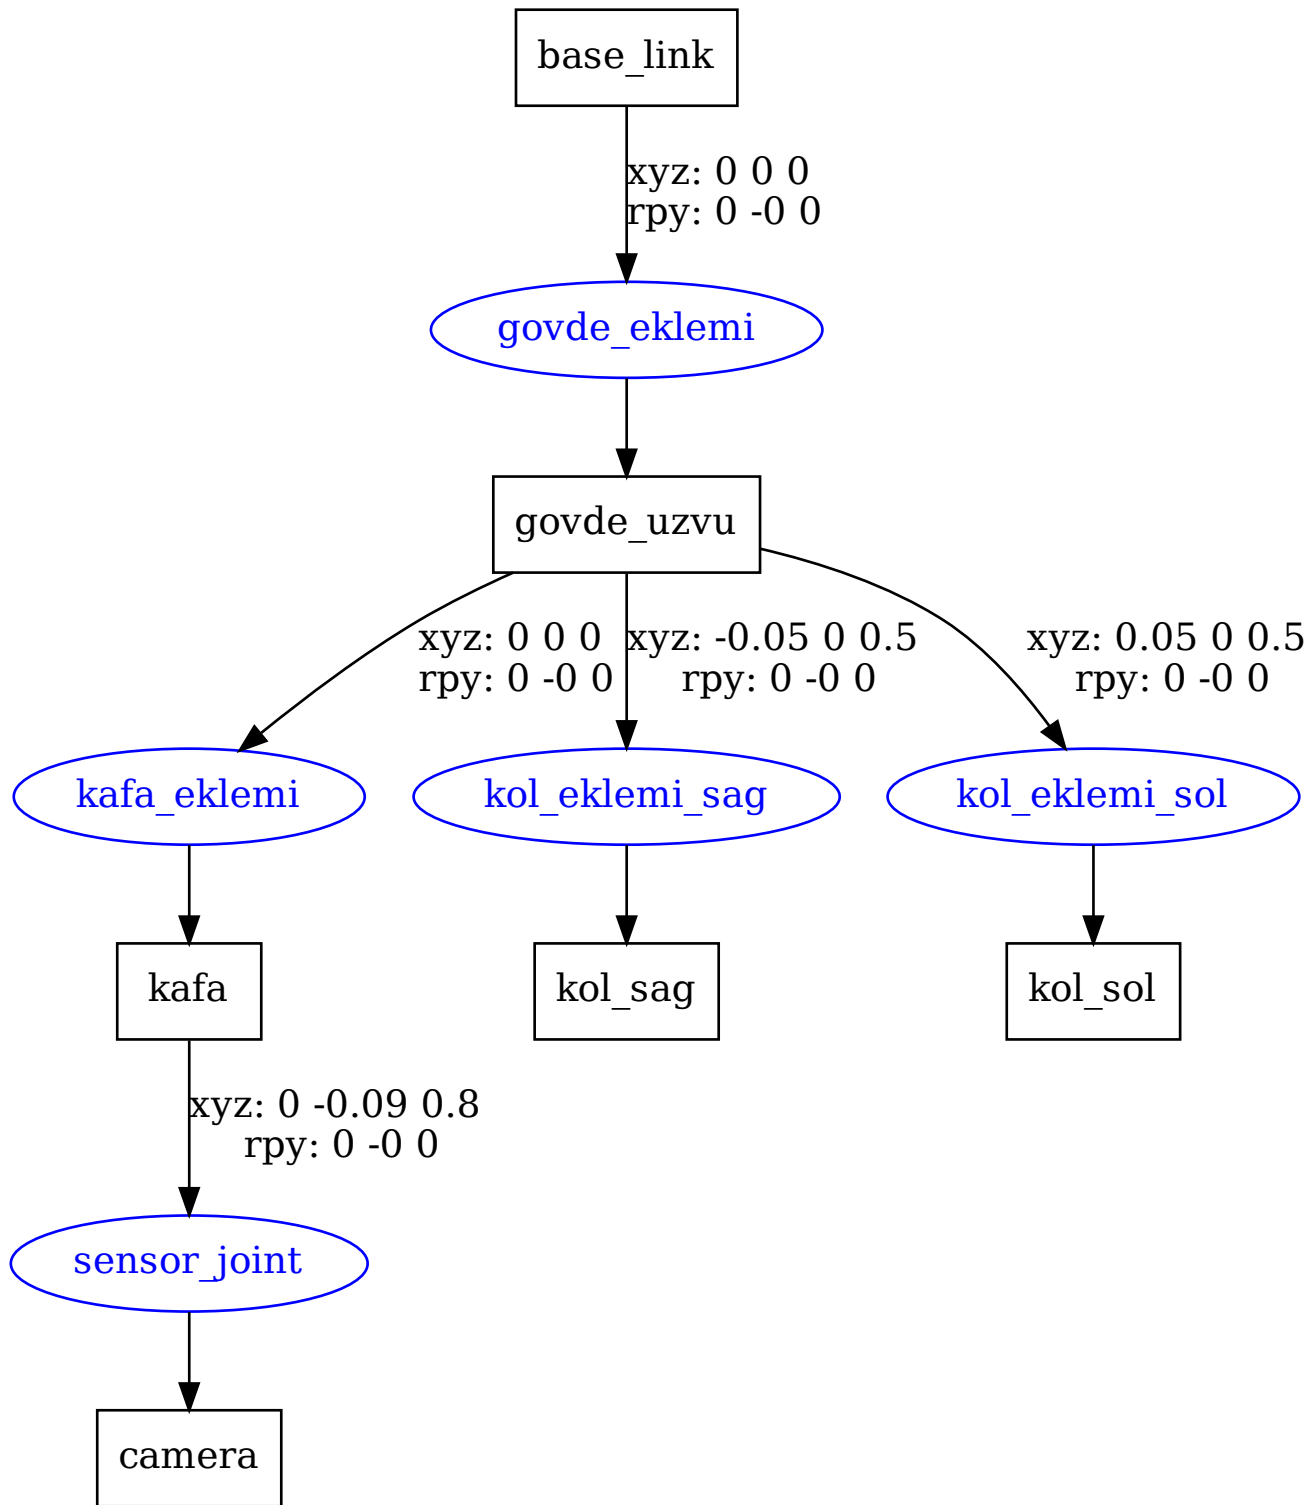 base_link
xyz: 0 0 0
rpy: 0 -0 0
govde_eklemi
govde_uzvu
xyz: 0 0 0
rpy: 0 -0 0
xyz: -0.05 0 0.5
rpy: 0 -0 0
xyz: 0.05 0 0.5
rpy: 0 -0 0
kafa_eklemi
kol_eklemi_sag
kol_eklemi_sol
kafa
kol_sag
kol_sol
xyz: 0 -0.09 0.8
rpy: 0 -0 0
sensor_joint
camera